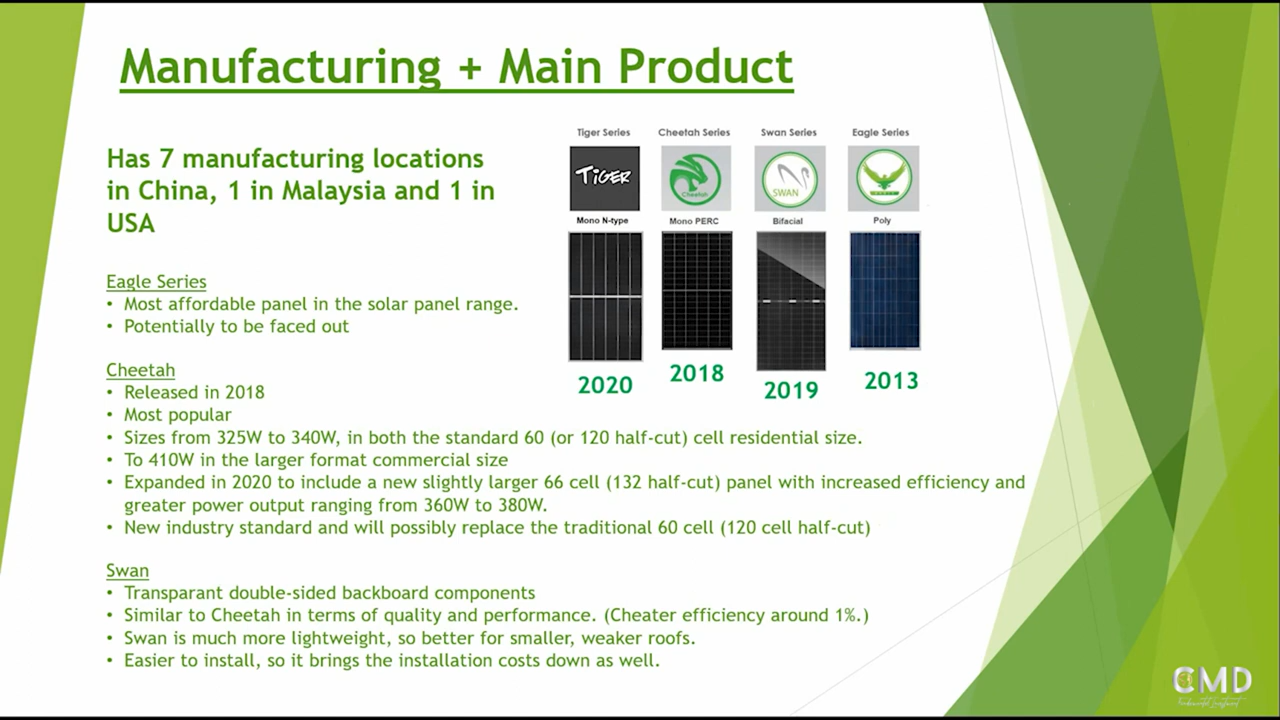 Manufacturing + Main Product
Has 7 manufacturing locations
in China, 1 in Malaysia and 1 in
USA
Tiger Series
Cheetah Series
Swan Series
Eagle Series
TIGER
Cheetah
SWAN
Mono N-type
Mono PERC
Bifacial
Poly
2020
2018
2019
2013
Eagle Series
• Most affordable panel in the solar panel range.
• Potentially to be faced out
Cheetah
• Released in 2018
• Most popular
• Sizes from 325W to 340W, in both the standard 60 (or 120 half-cut) cell residential size.
• To 410W in the larger format commercial size
• Expanded in 2020 to include a new slightly larger 66 cell (132 half-cut) panel with increased efficiency and
greater power output ranging from 360W to 380W.
• New industry standard and will possibly replace the traditional 60 cell (120 cell half-cut)
Swan
• Transparant double-sided backboard components
• Similar to Cheetah in terms of quality and performance. (Cheater efficiency around 1%.)
• Swan is much more lightweight, so better for smaller, weaker roofs.
• Easier to install, so it brings the installation costs down as well.
CMD